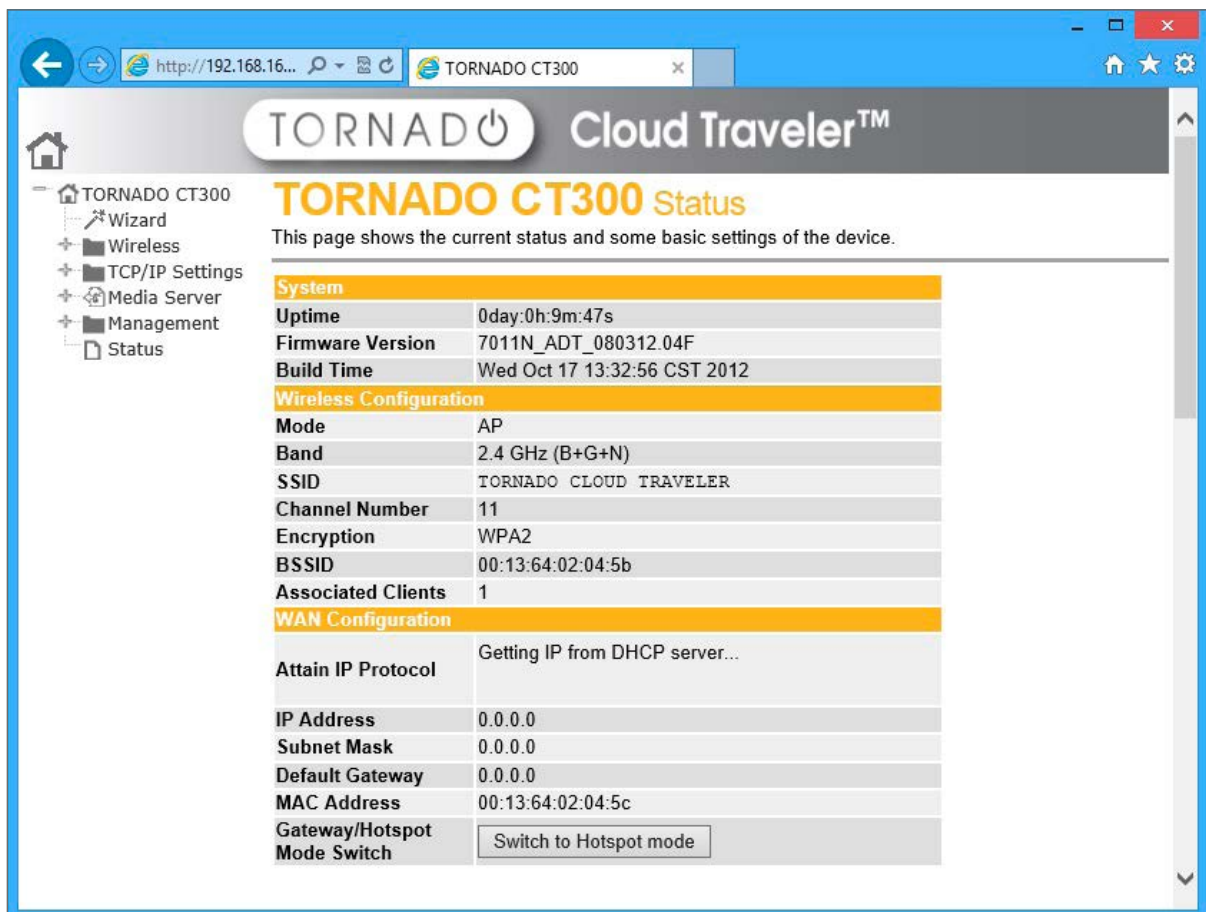 http://192.168.16...
TORNADO CT300
TORNADO Cloud Traveler™
TORNADO CT300
Wizard
Wireless
TCP/IP Settings
Media Server
Management
Status
TORNADO CT300 Status
This page shows the current status and some basic settings of the device.
System
Uptime 0day:0h:9m:47s
Firmware Version 7011N_ADT_080312.04F
Build Time Wed Oct 17 13:32:56 CST 2012
Wireless Configuration
Mode AP
Band 2.4 GHz (B+G+N)
SSID TORNADO CLOUD TRAVELER
Channel Number 11
Encryption WPA2
BSSID 00:13:64:02:04:5b
Associated Clients 1
WAN Configuration
Attain IP Protocol Getting IP from DHCP server...
IP Address 0.0.0.0
Subnet Mask 0.0.0.0
Default Gateway 0.0.0.0
MAC Address 00:13:64:02:04:5c
Gateway/Hotspot
Mode Switch Switch to Hotspot mode